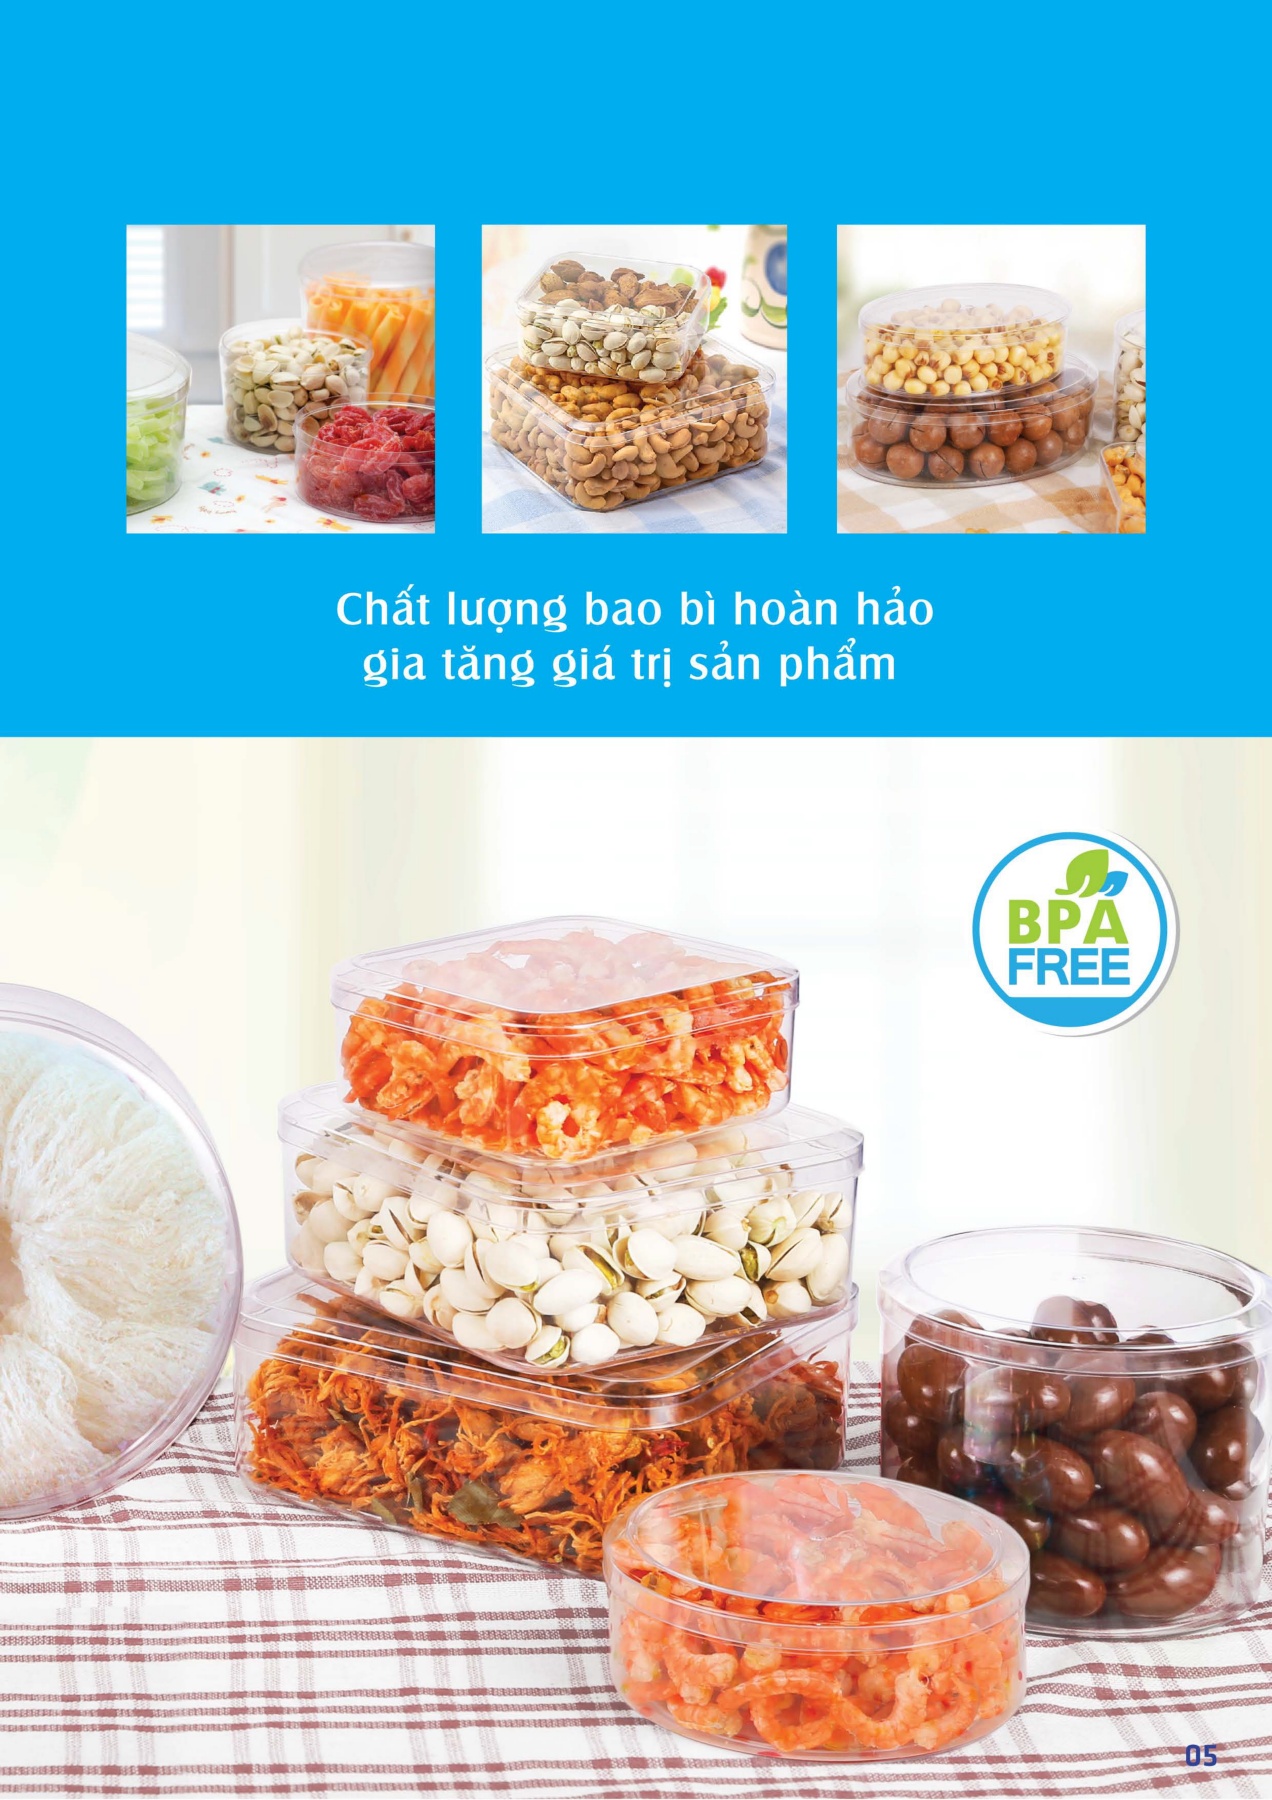 Chất lượng bao bì hoàn hảo
gia tăng giá trị sản phẩm
BPA
FREE
05